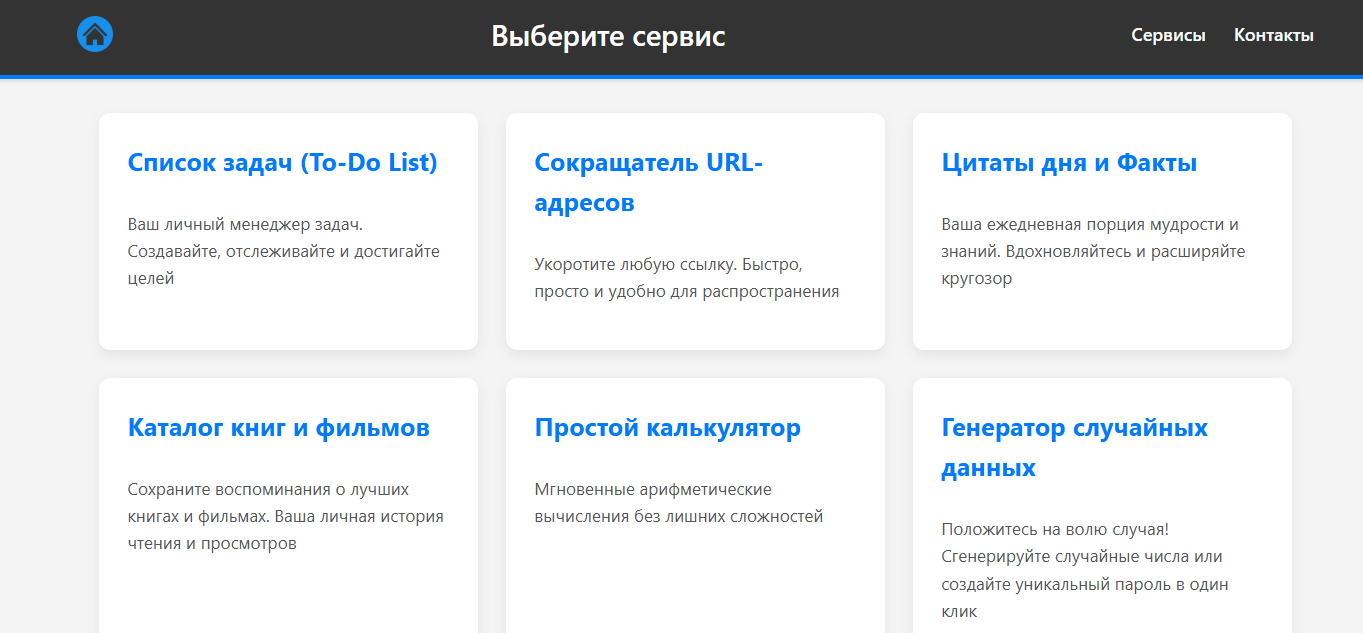 Выберите сервис
Сервисы
Контакты
Список задач (To-Do List)
Ваш личный менеджер задач.
Создавайте, отслеживайте и достигайте
целей
Сокращатель URL-
адресов
Укоротите любую ссылку. Быстро,
просто и удобно для распространения
Цитаты дня и Факты
Ваша ежедневная порция мудрости и
знаний. Вдохновляйтесь и расширяйте
кругозор
Каталог книг и фильмов
Сохраните воспоминания о лучших
книгах и фильмах. Ваша личная история
чтения и просмотров
Простой калькулятор
Мгновенные арифметические
вычисления без лишних сложностей
Генератор случайных
данных
Положитесь на волю случая!
Сгенерируйте случайные числа или
создайте уникальный пароль в один
клик